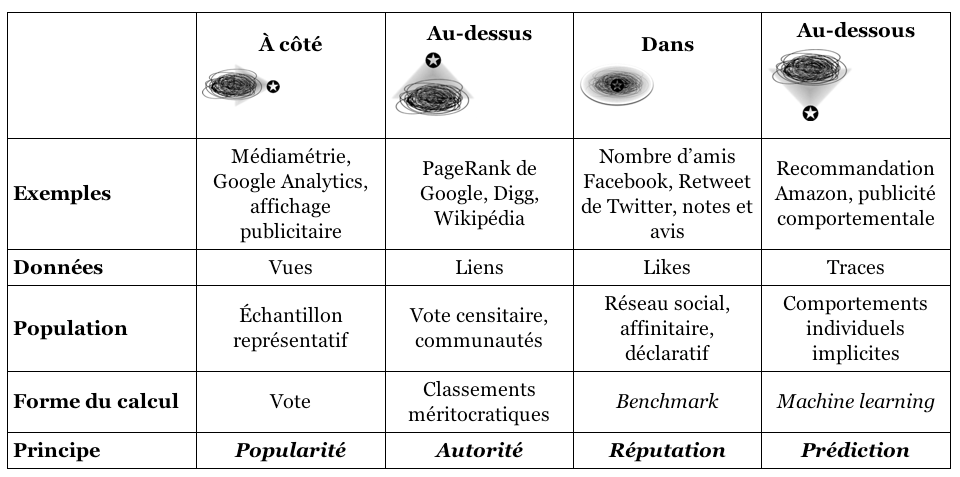 À côté
Au-dessus
Dans
Au-dessous
Exemples
Médiamétrie,
Google Analytics,
affichage
publicitaire
PageRank de
Google, Digg,
Wikipédia
Nombre d’amis
Facebook, Retweet
de Twitter, notes et
avis
Recommandation
Amazon, publicité
comportementale
Données
Vues
Liens
Likes
Traces
Population
Échantillon
représentatif
Vote censitaire,
communautés
Réseau social,
affinitaire,
déclaratif
Comportements
individuels
implicites
Forme du calcul
Vote
Classements
méritocratiques
Benchmark
Machine learning
Principe
Popularité
Autorité
Réputation
Prédiction